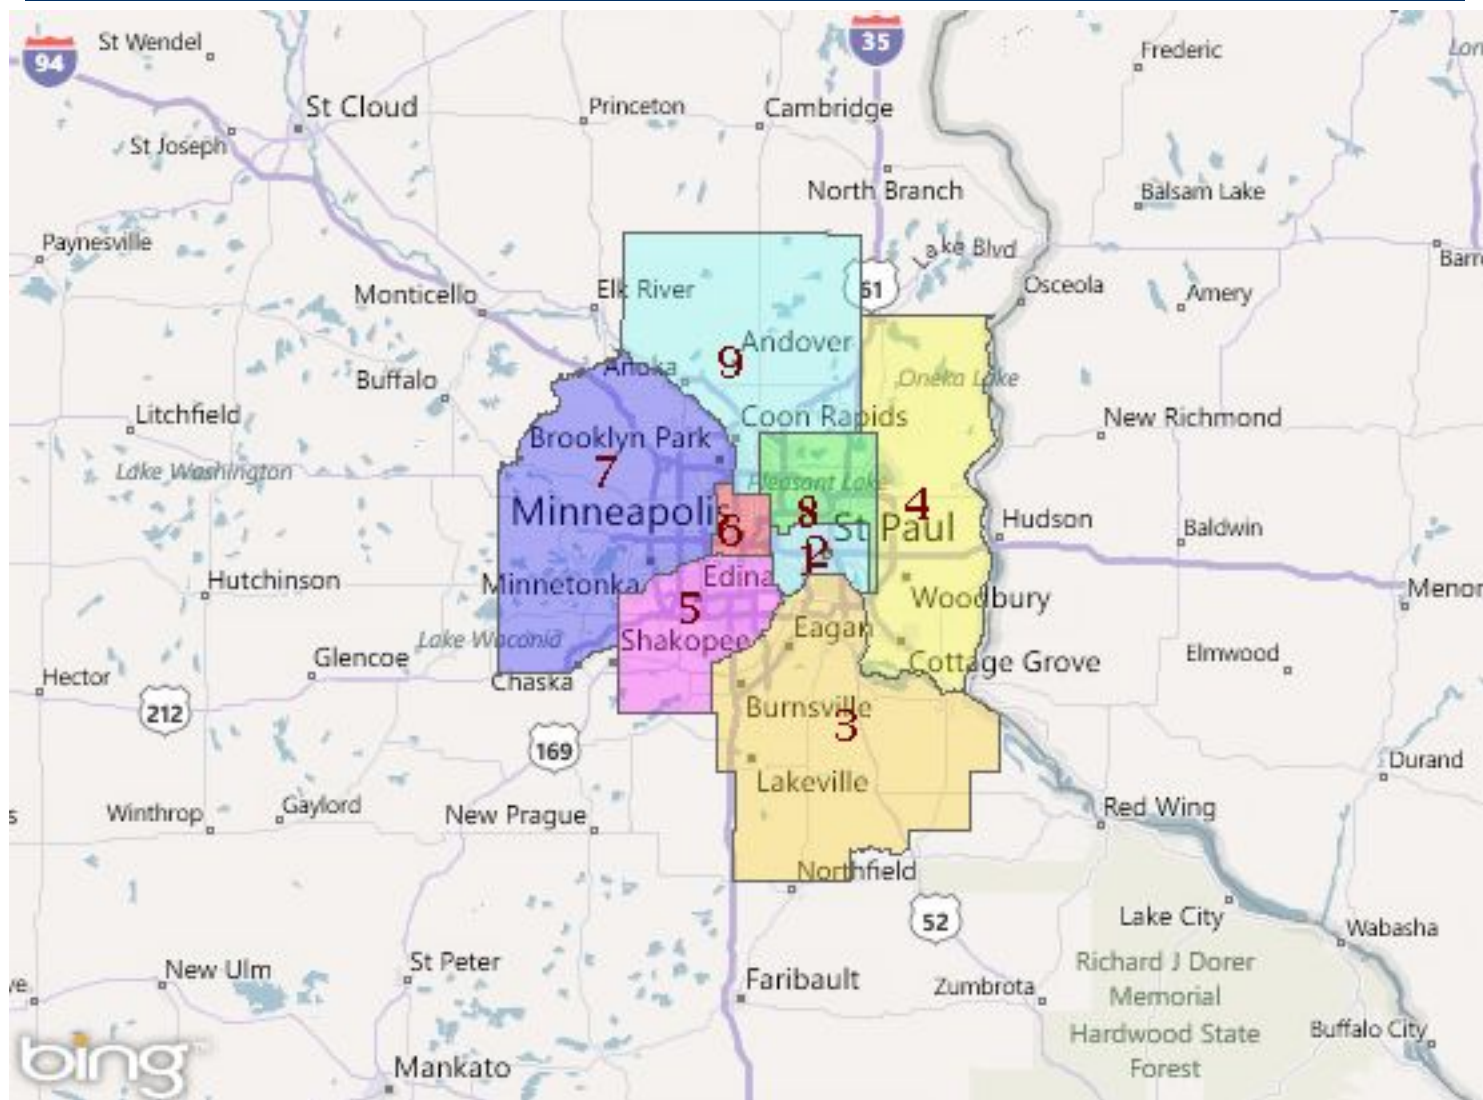 St Wendel
94
35
Frederic
St Cloud
Princeton
Cambridge
St Joseph
North Branch
Balsam Lake
Paynesville
Lake Blvd
Elk River
61
Osceola
Amery
Monticello
Andover
9
Anoka
Buffalo
Oneka Lake
Litchfield
Coon Rapids
New Richmond
Brooklyn Park
7
Lake Washington
Pleasant Lake
Minneapolis
6
8
4
St Paul
Hudson
Baldwin
2
1
Hutchinson
Minnetonka
Edina
Woodbury
5
Lake Waconia
Shakopee
Eagan
Glencoe
Cottage Grove
Elmwood
Hector
Chaska
212
Burnsville
3
169
Durand
Lakeville
Winthrop
Gaylord
New Prague
Red Wing
Northfield
52
Lake City
Wabasha
New Ulm
St Peter
Faribault
Zumbrota
Richard J Dorer
Memorial
Hardwood State
Forest
Buffalo City
bing
Mankato